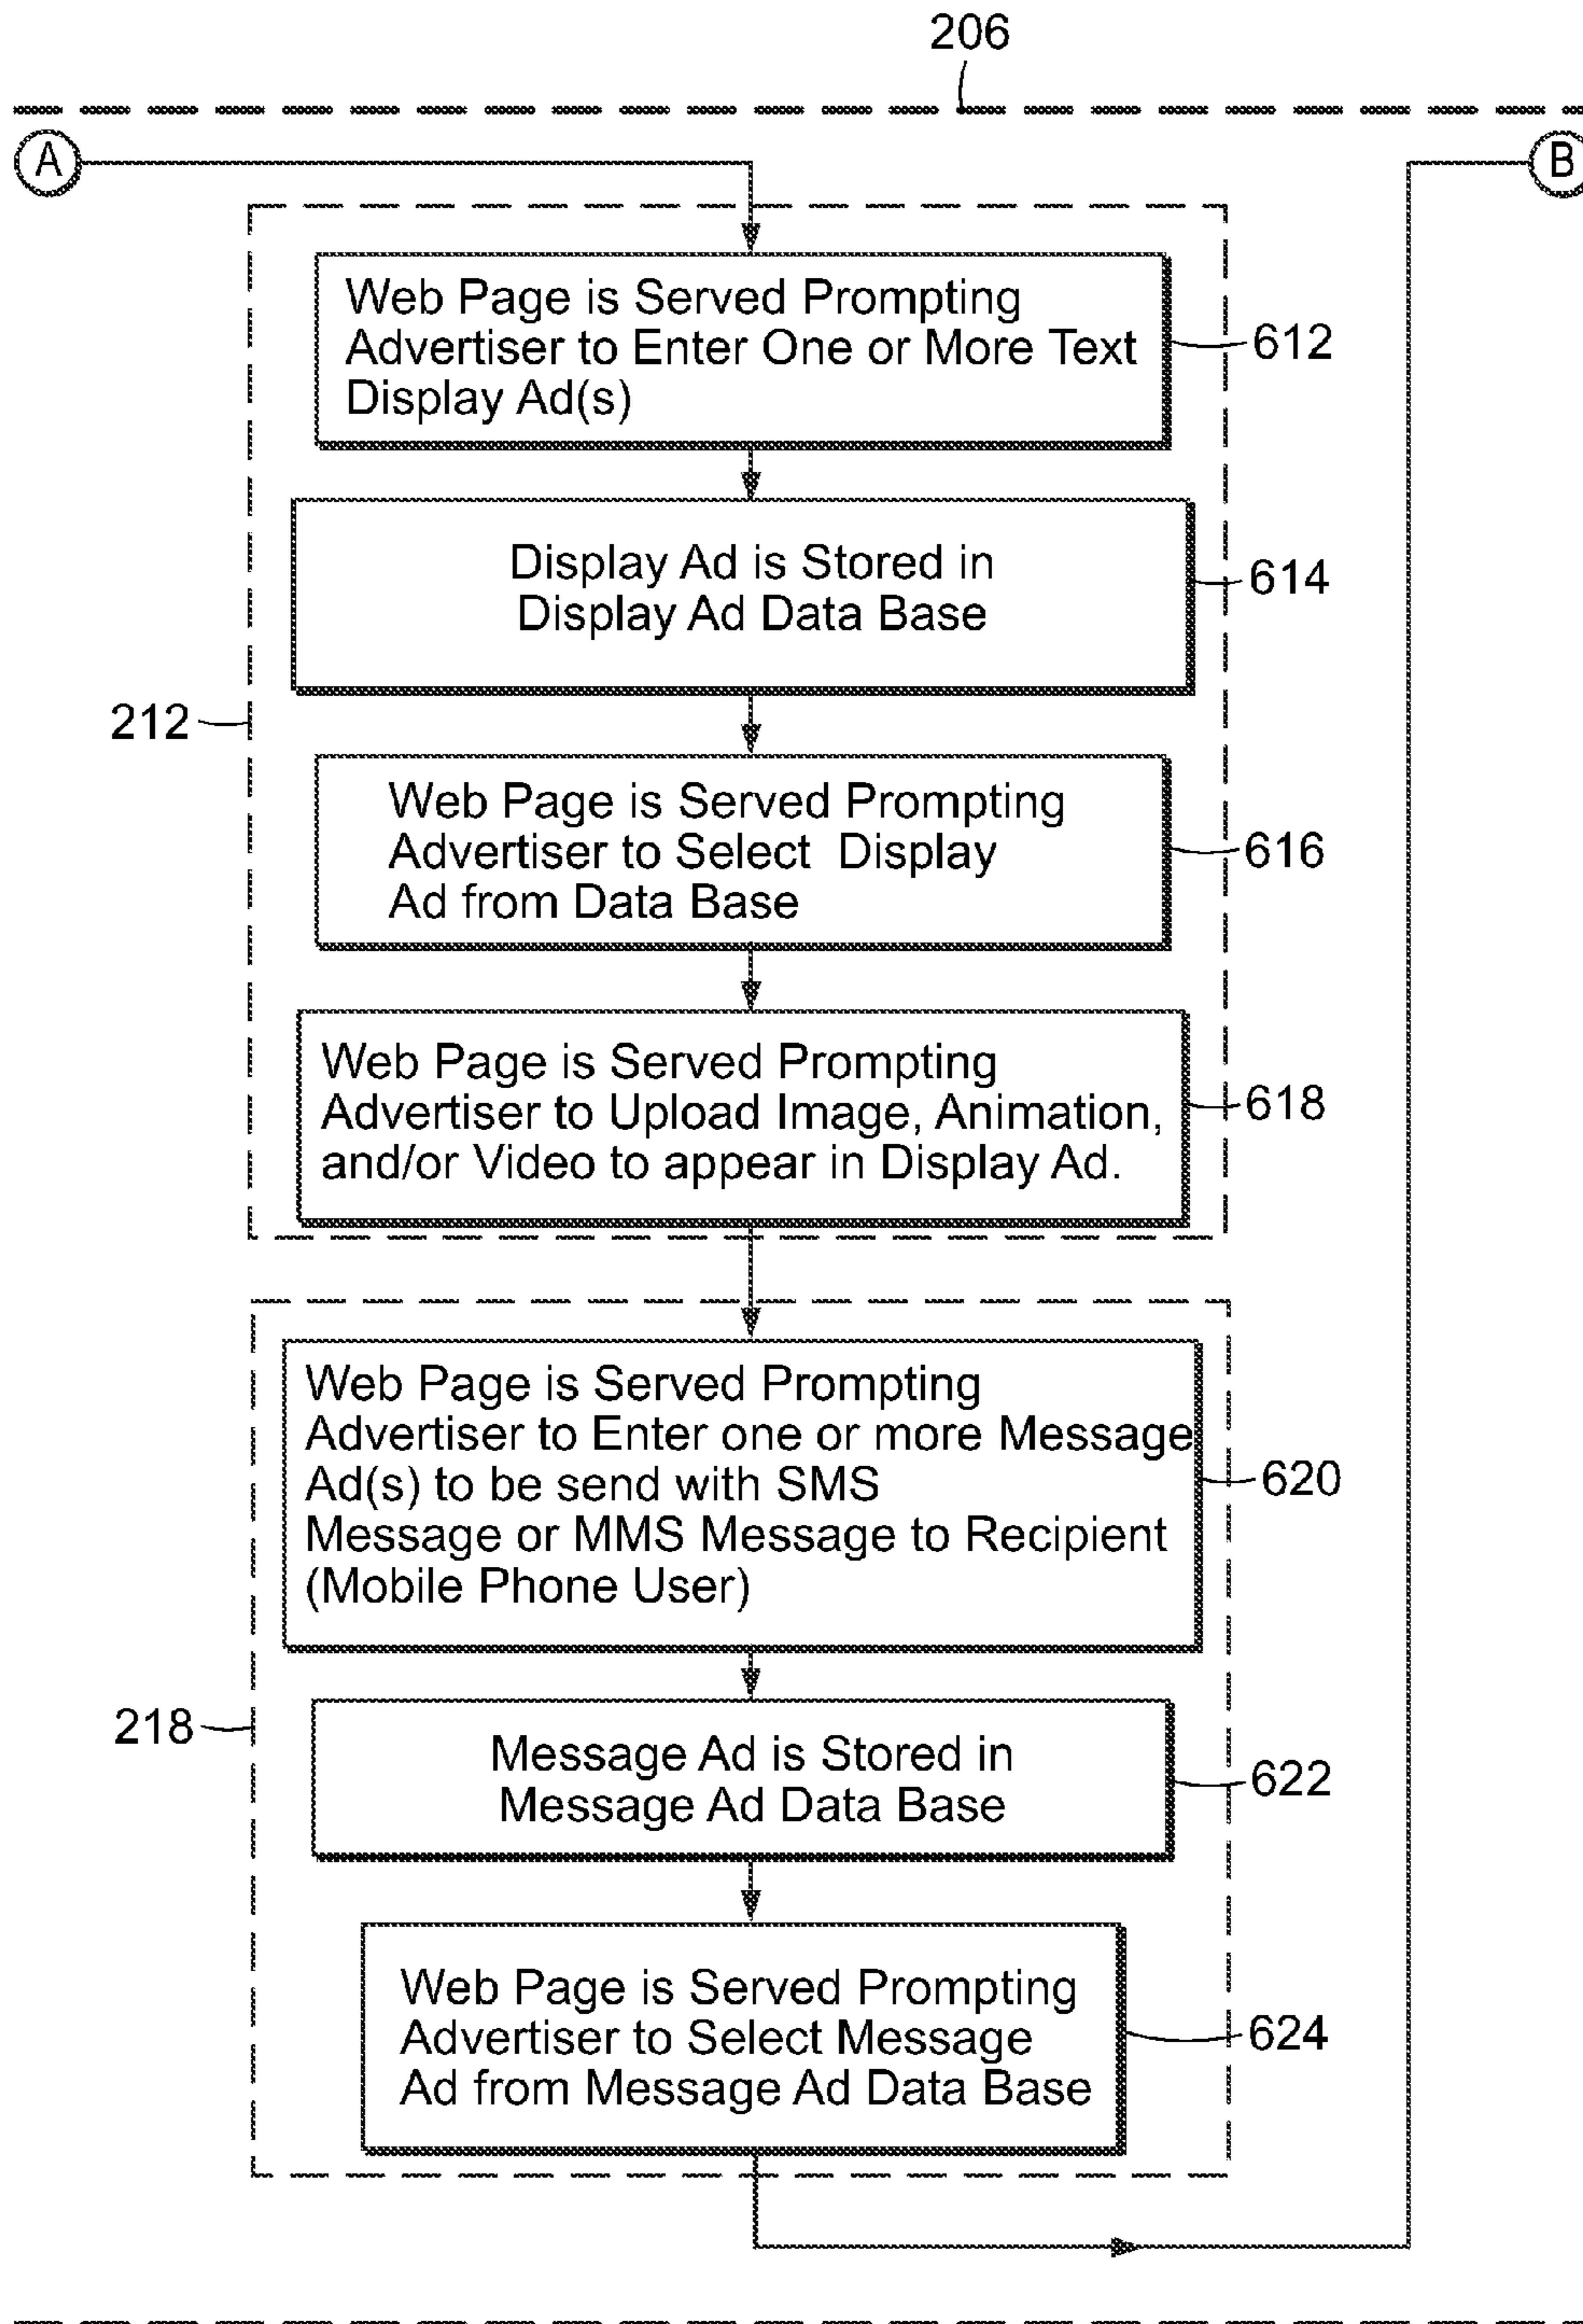 206
A
B
Web Page is Served Prompting
Advertiser to Enter One or More Text
Display Ad(s)
612
Display Ad is Stored in
Display Ad Data Base
614
212
Web Page is Served Prompting
Advertiser to Select Display
Ad from Data Base
616
Web Page is Served Prompting
Advertiser to Upload Image, Animation,
and/or Video to appear in Display Ad.
618
Web Page is Served Prompting
Advertiser to Enter one or more Message
Ad(s) to be send with SMS
Message or MMS Message to Recipient
(Mobile Phone User)
620
218
Message Ad is Stored in
Message Ad Data Base
622
Web Page is Served Prompting
Advertiser to Select Message
Ad from Message Ad Data Base
624